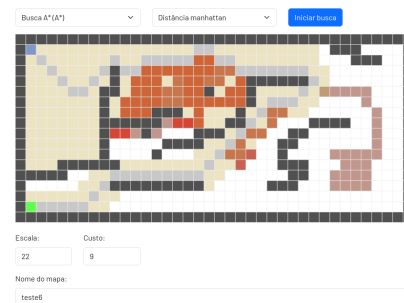 Busca A* (A*)
Distância manhattan
Iniciar busca
Escala:
Custo:
22
9
Nome do mapa:
teste6